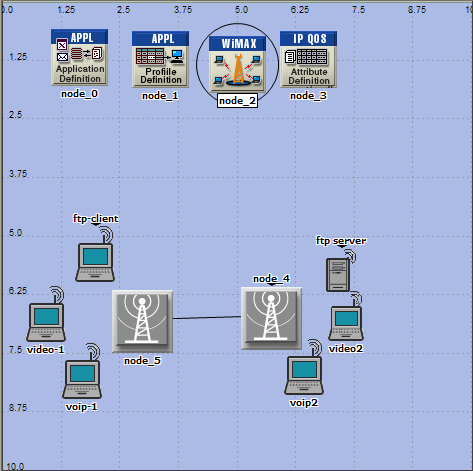 0.0 1.25 2.5 3.75 5.0 6.25 7.5 8.75 10
1.25
2.5
3.75
5.0
6.25
7.5
8.75
10.0
APPL
Application
Definition
node_0
APPL
Profile
Definition
node_1
WiMAX
node_2
IP QOS
Attribute
Definition
node_3
ftp-client
ftp server
node_4
video-1
node_5
video2
voip-1
voip2